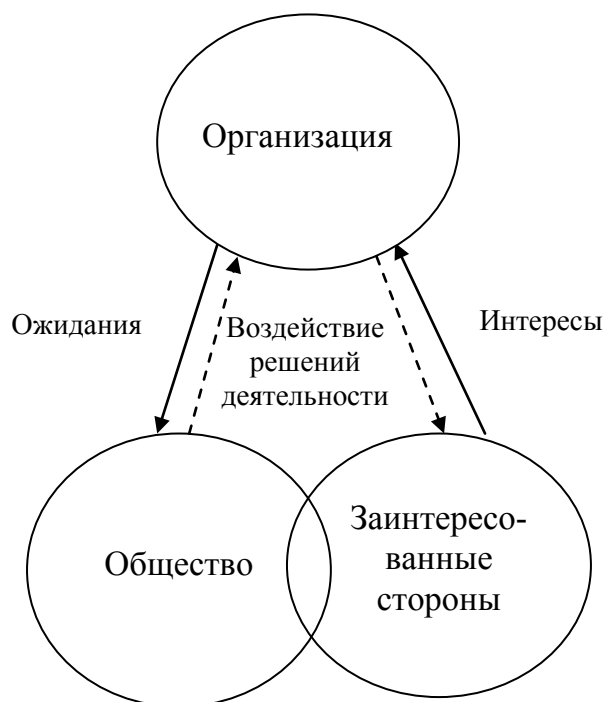 Организация
Ожидания
Воздействие
решений
деятельности
Интересы
Общество
Заинтересо-
ванные
стороны